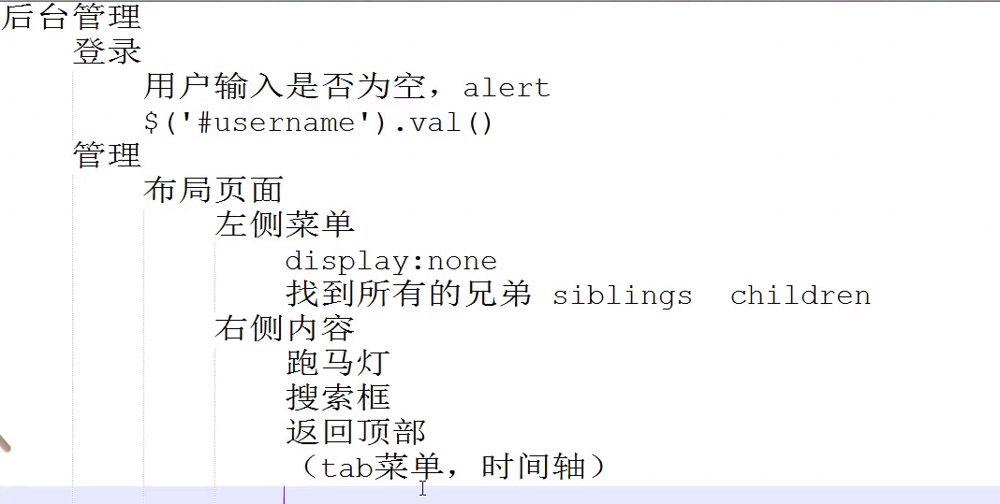 后台管理
登录
用户输入是否为空，alert
$('#username').val()
管理
布局页面
左侧菜单
display:none
找到所有的兄弟 siblings  children
右侧内容
跑马灯
搜索框
返回顶部
（tab菜单，时间轴）